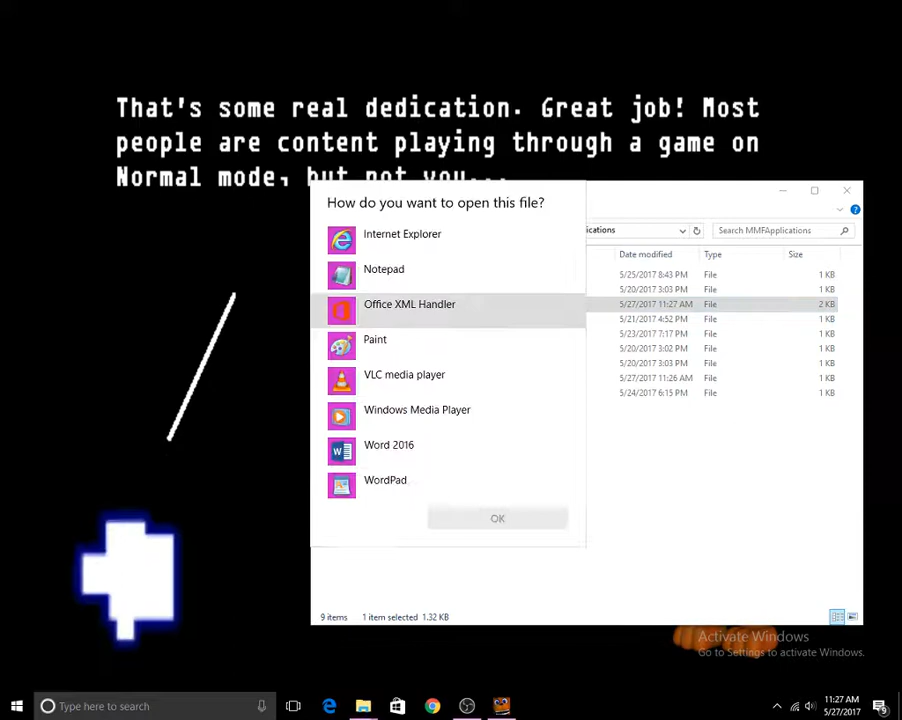 That's some real dedication. Great job! Most
people are content playing through a game on
Normal mode, but not you...
How do you want to open this file?
Internet Explorer
Notepad
Office XML Handler
Paint
VLC media player
Windows Media Player
Word 2016
WordPad
OK
ications
Search MMFApplications
Date modified Type Size
5/25/2017 8:43 PM File 1 KB
5/20/2017 3:03 PM File 1 KB
5/27/2017 11:27 AM File 2 KB
5/21/2017 4:52 PM File 1 KB
5/23/2017 7:17 PM File 1 KB
5/20/2017 3:02 PM File 1 KB
5/20/2017 3:03 PM File 1 KB
5/27/2017 11:26 AM File 1 KB
5/24/2017 6:15 PM File 1 KB
9 items 1 item selected 1.32 KB
Activate Windows
Go to Settings to activate Windows.
Type here to search
11:27 AM
5/27/2017
9